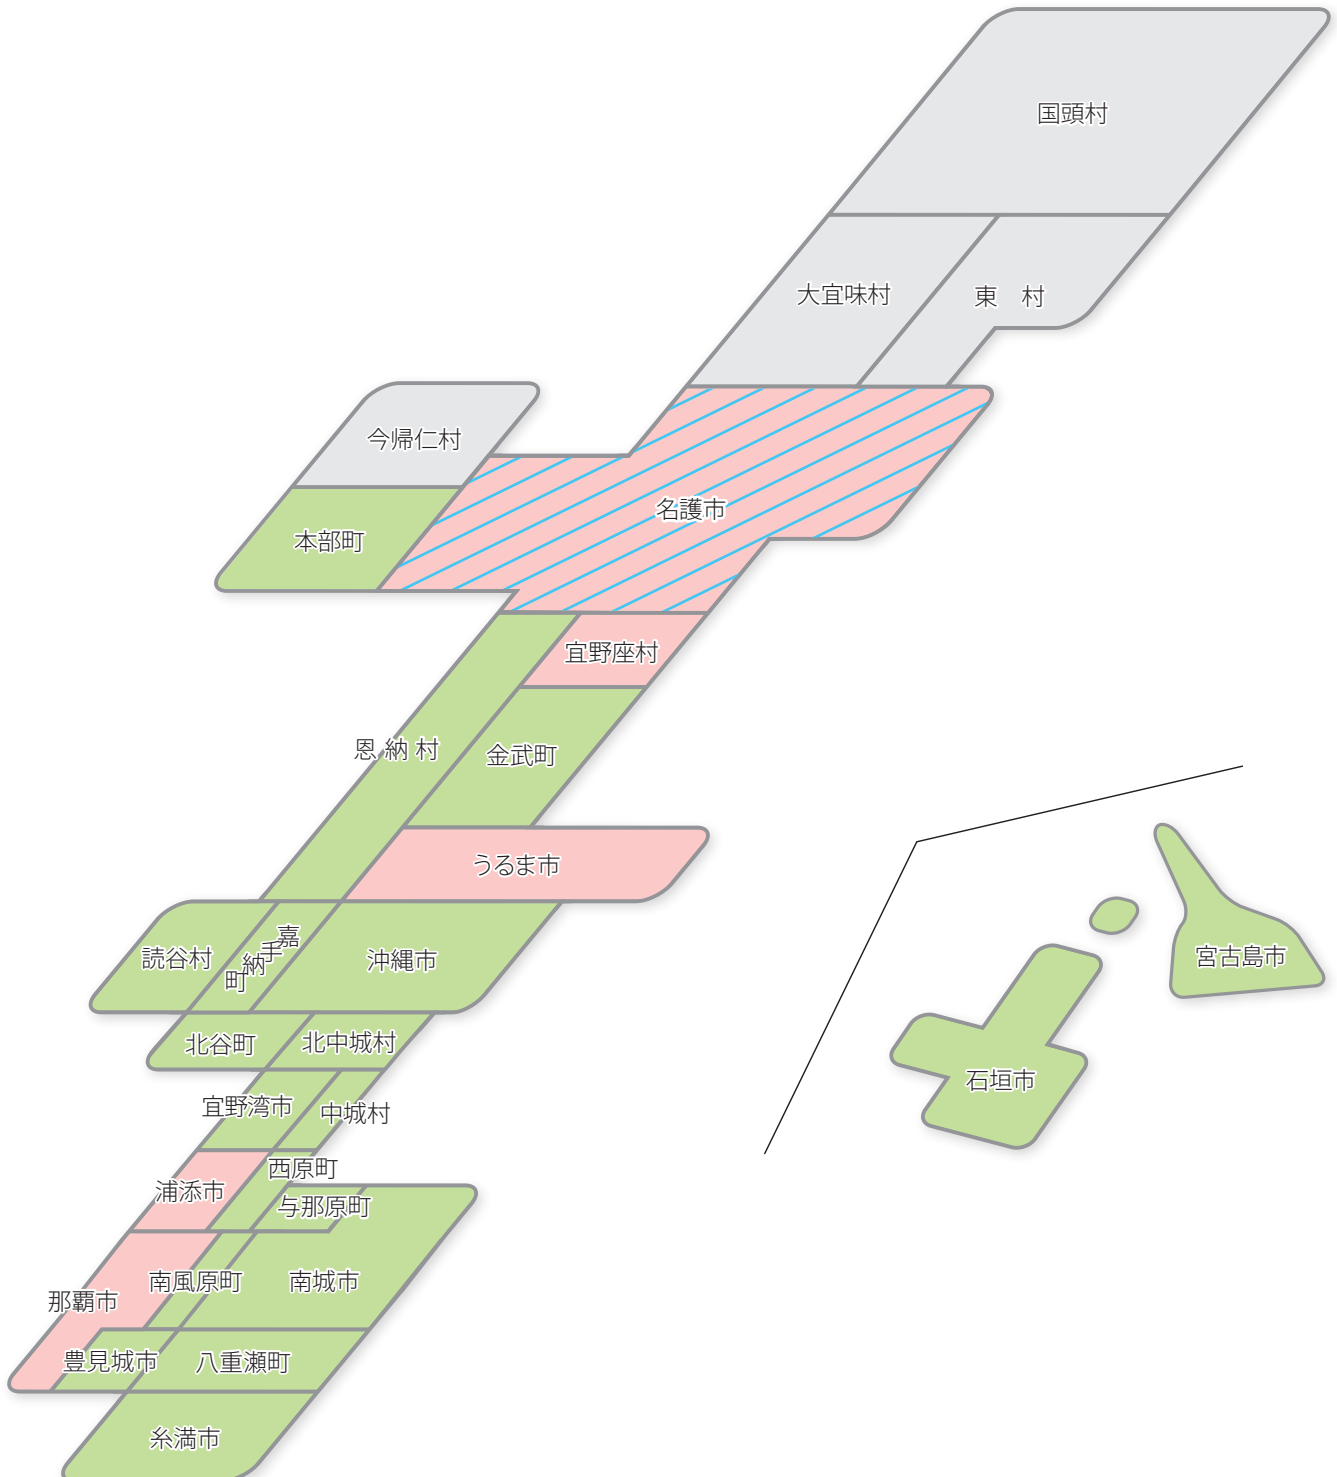 国頭村
大宜味村
東　村
今帰仁村
名護市
本部町
宜野座村
恩納村
金武町
うるま市
読谷村
嘉手納町
沖縄市
宮古島市
北谷町
北中城村
石垣市
宜野湾市
中城村
西原町
浦添市
与那原町
南風原町
南城市
那覇市
豊見城市
八重瀬町
糸満市